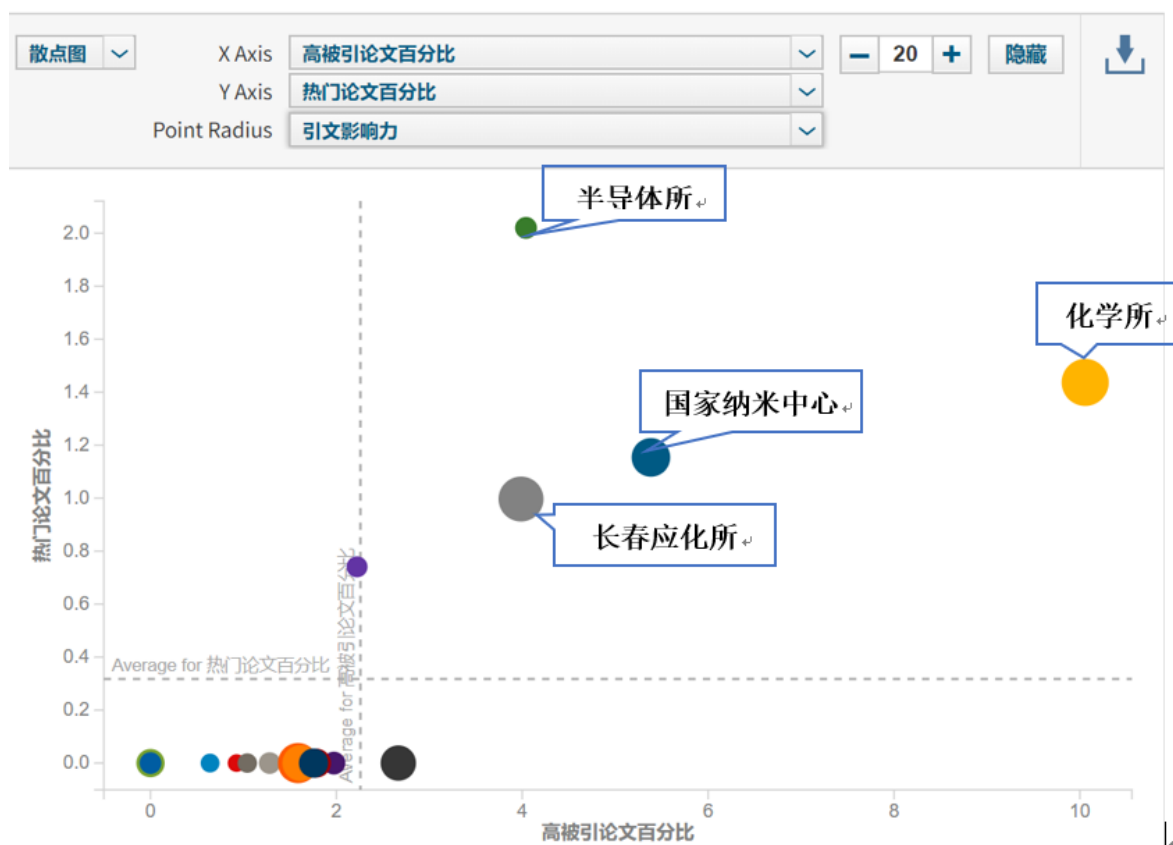 散点图
X Axis 高被引论文百分比
20
隐藏
Y Axis 热门论文百分比
Point Radius 引文影响力
半导体所
化学所
国家纳米中心
长春应化所
热门论文百分比
2.0
1.8
1.6
1.4
1.2
1.0
0.8
0.6
0.4
0.2
0.0
Average for 热门论文百分比
Average for 高被引论文百分比
0 2 4 6 8 10
高被引论文百分比